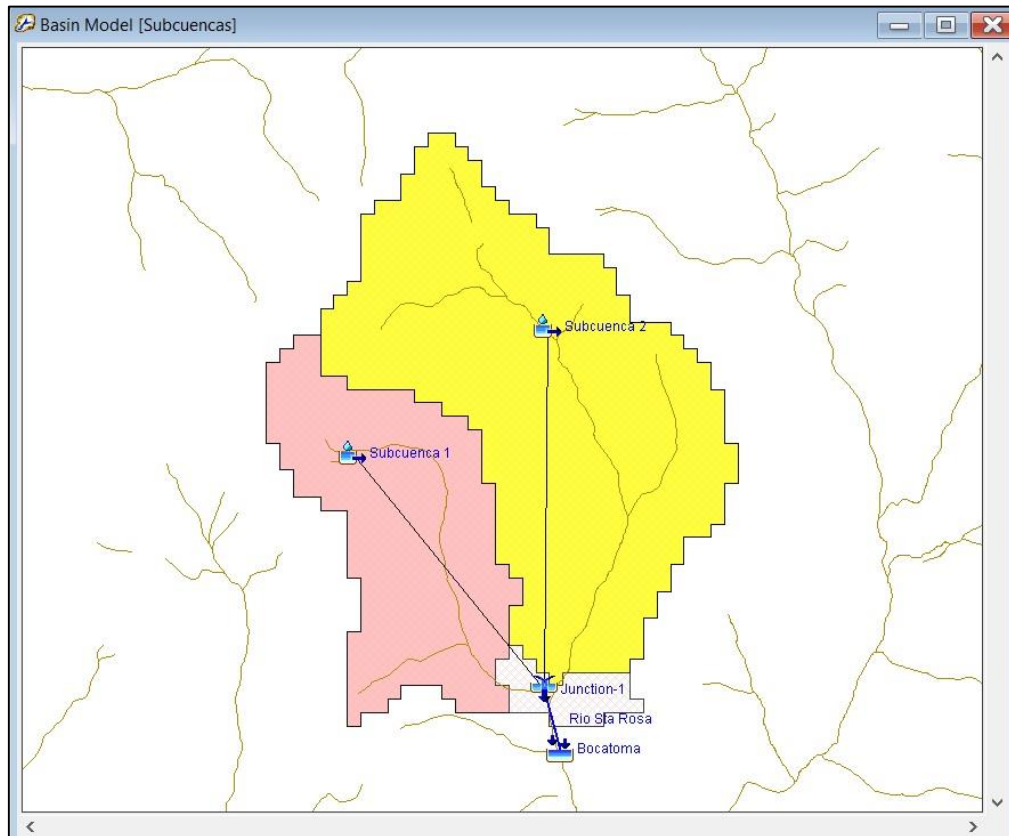 Basin Model [Subcuencas]
Subcuenca 2
Subcuenca 1
Junction-1
Rio Sta Rosa
Bocatoma